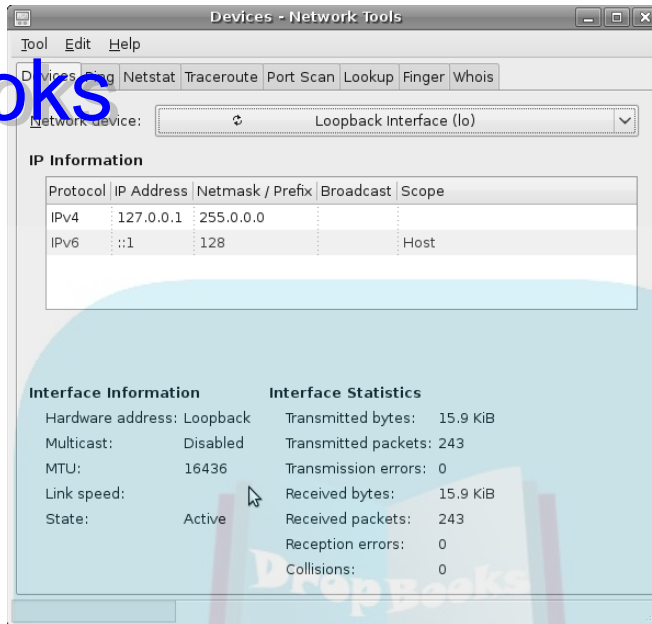 Devices - Network Tools
Tool Edit Help
Devices Ping Netstat Traceroute Port Scan Lookup Finger Whois
oks
Network device: Loopback Interface (lo)
IP Information
Protocol IP Address Netmask / Prefix Broadcast Scope
IPv4 127.0.0.1 255.0.0.0
IPv6 ::1 128 Host
Interface Information Interface Statistics
Hardware address: Loopback Transmitted bytes: 15.9 KiB
Multicast: Disabled Transmitted packets: 243
MTU: 16436 Transmission errors: 0
Link speed: Received bytes: 15.9 KiB
State: Active Received packets: 243
Reception errors: 0
Collisions: 0
DropBooks